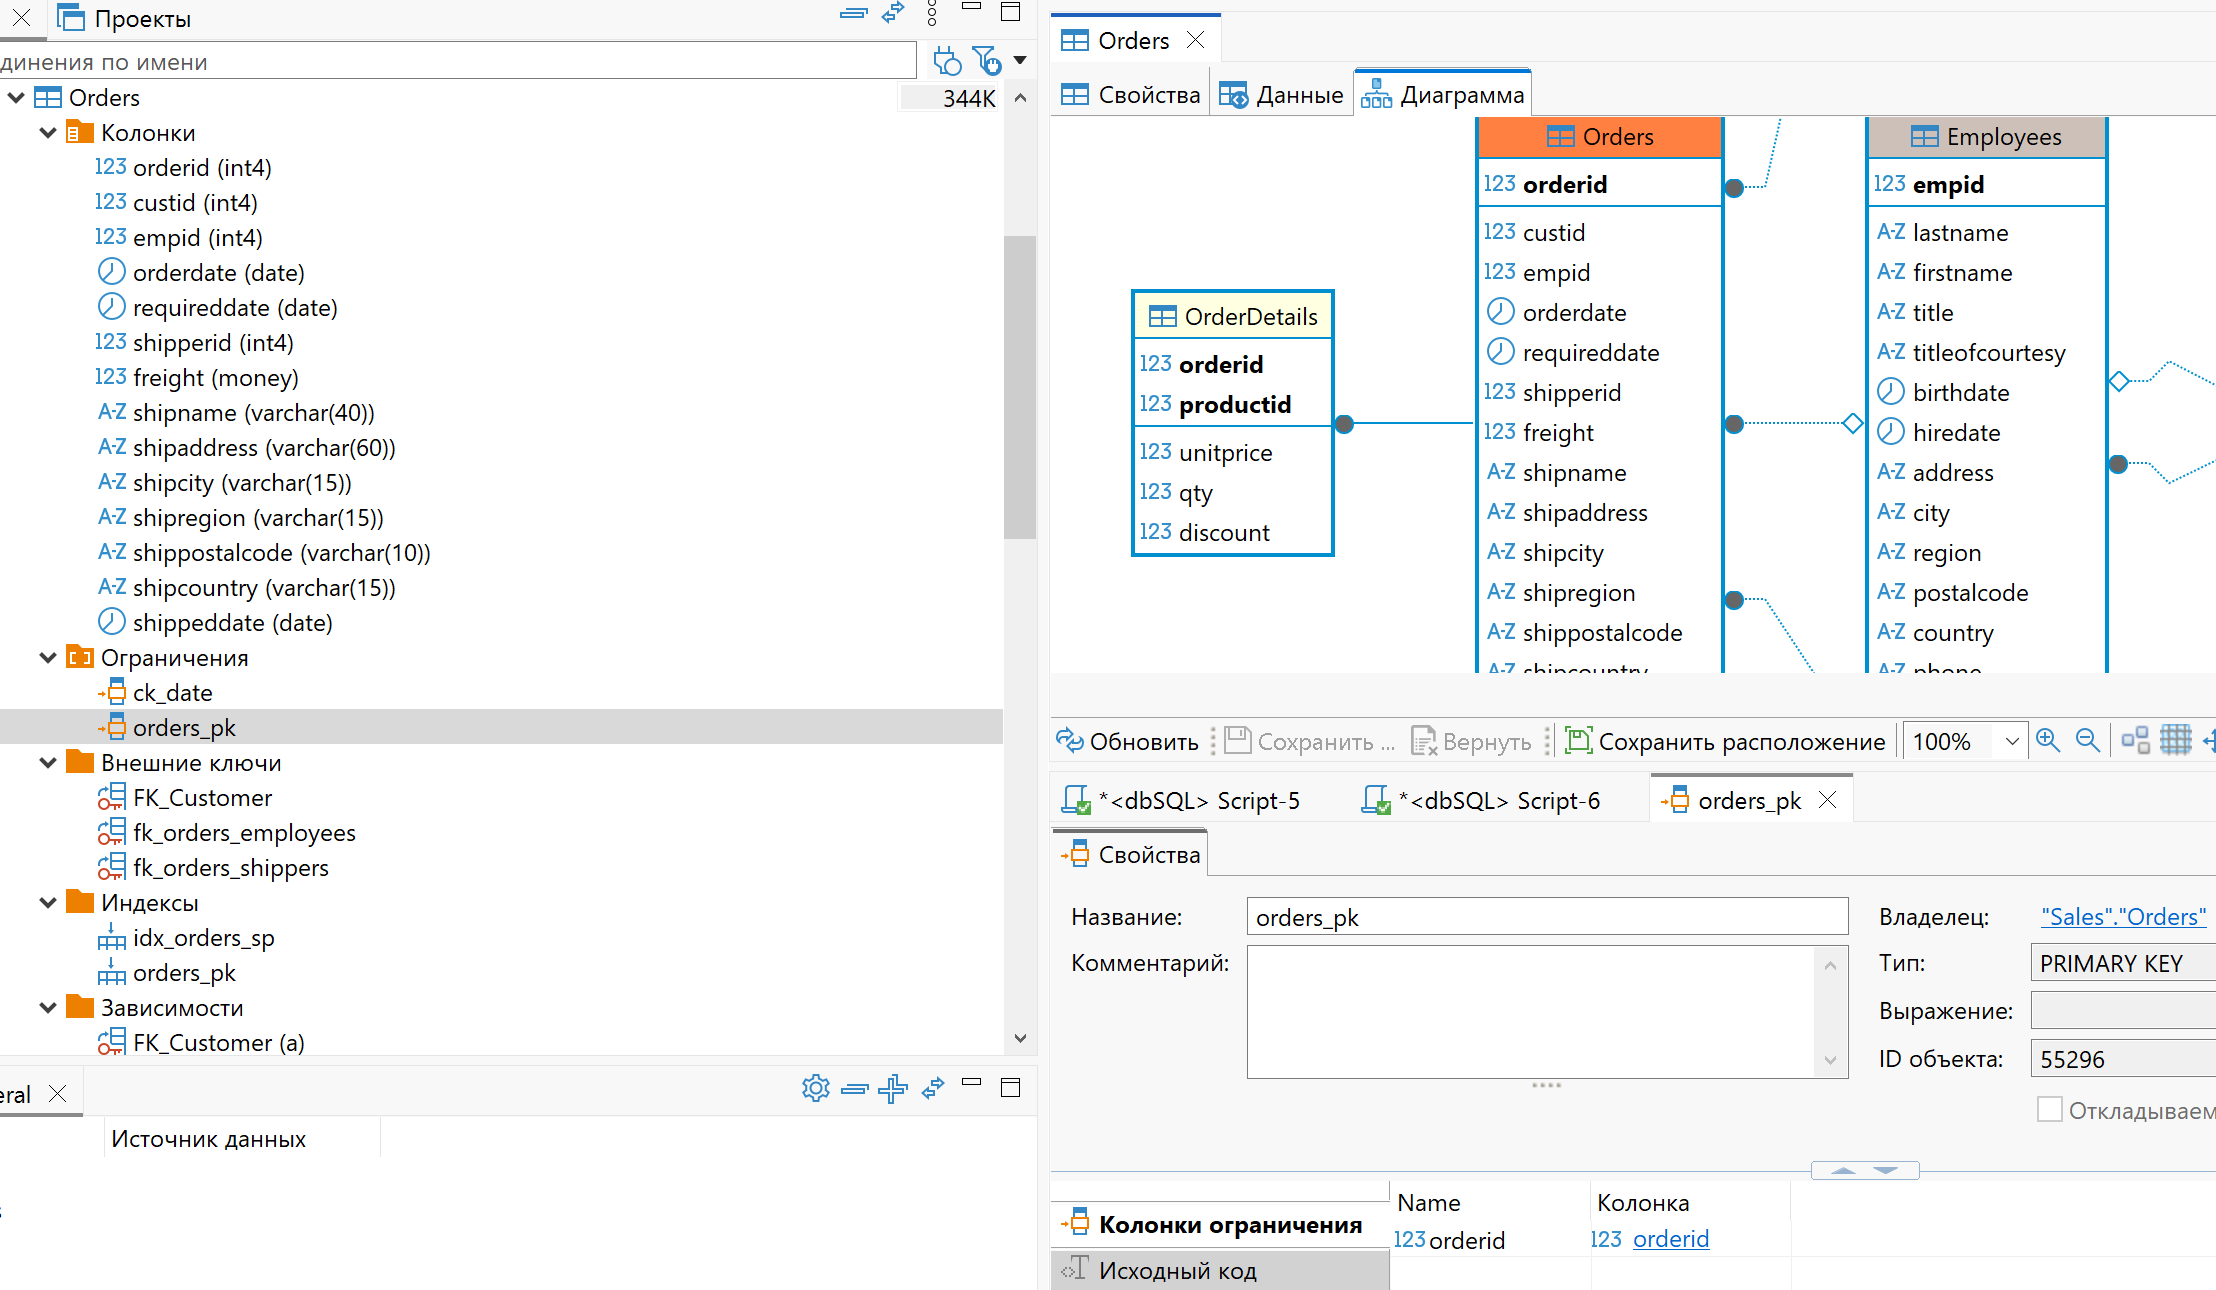 Проекты
динения по имени
Orders
344K
Колонки
123 orderid (int4)
123 custid (int4)
123 empid (int4)
orderdate (date)
requireddate (date)
123 shipperid (int4)
123 freight (money)
A-Z shipname (varchar(40))
A-Z shipaddress (varchar(60))
A-Z shipcity (varchar(15))
A-Z shipregion (varchar(15))
A-Z shippostalcode (varchar(10))
A-Z shipcountry (varchar(15))
shippeddate (date)
Ограничения
ck_date
orders_pk
Внешние ключи
FK_Customer
fk_orders_employees
fk_orders_shippers
Индексы
idx_orders_sp
orders_pk
Зависимости
FK_Customer (a)
eral
Источник данных
Orders
Свойства
Данные
Диаграмма
OrderDetails
123 orderid
123 productid
123 unitprice
123 qty
123 discount
Orders
123 orderid
123 custid
123 empid
orderdate
requireddate
123 shipperid
123 freight
A-Z shipname
A-Z shipaddress
A-Z shipcity
A-Z shipregion
A-Z shippostalcode
A-Z shipcountry
Employees
123 empid
A-Z lastname
A-Z firstname
A-Z title
A-Z titleofcourtesy
birthdate
hiredate
A-Z address
A-Z city
A-Z region
A-Z postalcode
A-Z country
A-Z phone
Обновить
Сохранить ...
Вернуть
Сохранить расположение
100%
*<dbSQL> Script-5
*<dbSQL> Script-6
orders_pk
Свойства
Название:
orders_pk
Комментарий:
Владелец:
"Sales"."Orders"
Тип:
PRIMARY KEY
Выражение:
ID объекта:
55296
Откладываем
Колонки ограничения
Исходный код
Name
Колонка
123 orderid
123 orderid